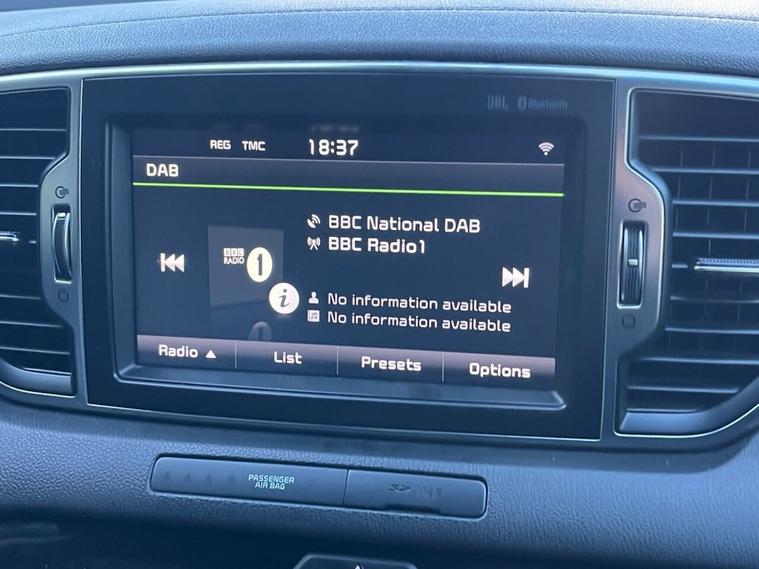 JBL Bluetooth
REG TMC 18:37
DAB
BBC National DAB
BBC Radio1
BBC
RADIO 1
i
No information available
No information available
Radio List Presets Options
PASSENGER
AIR BAG